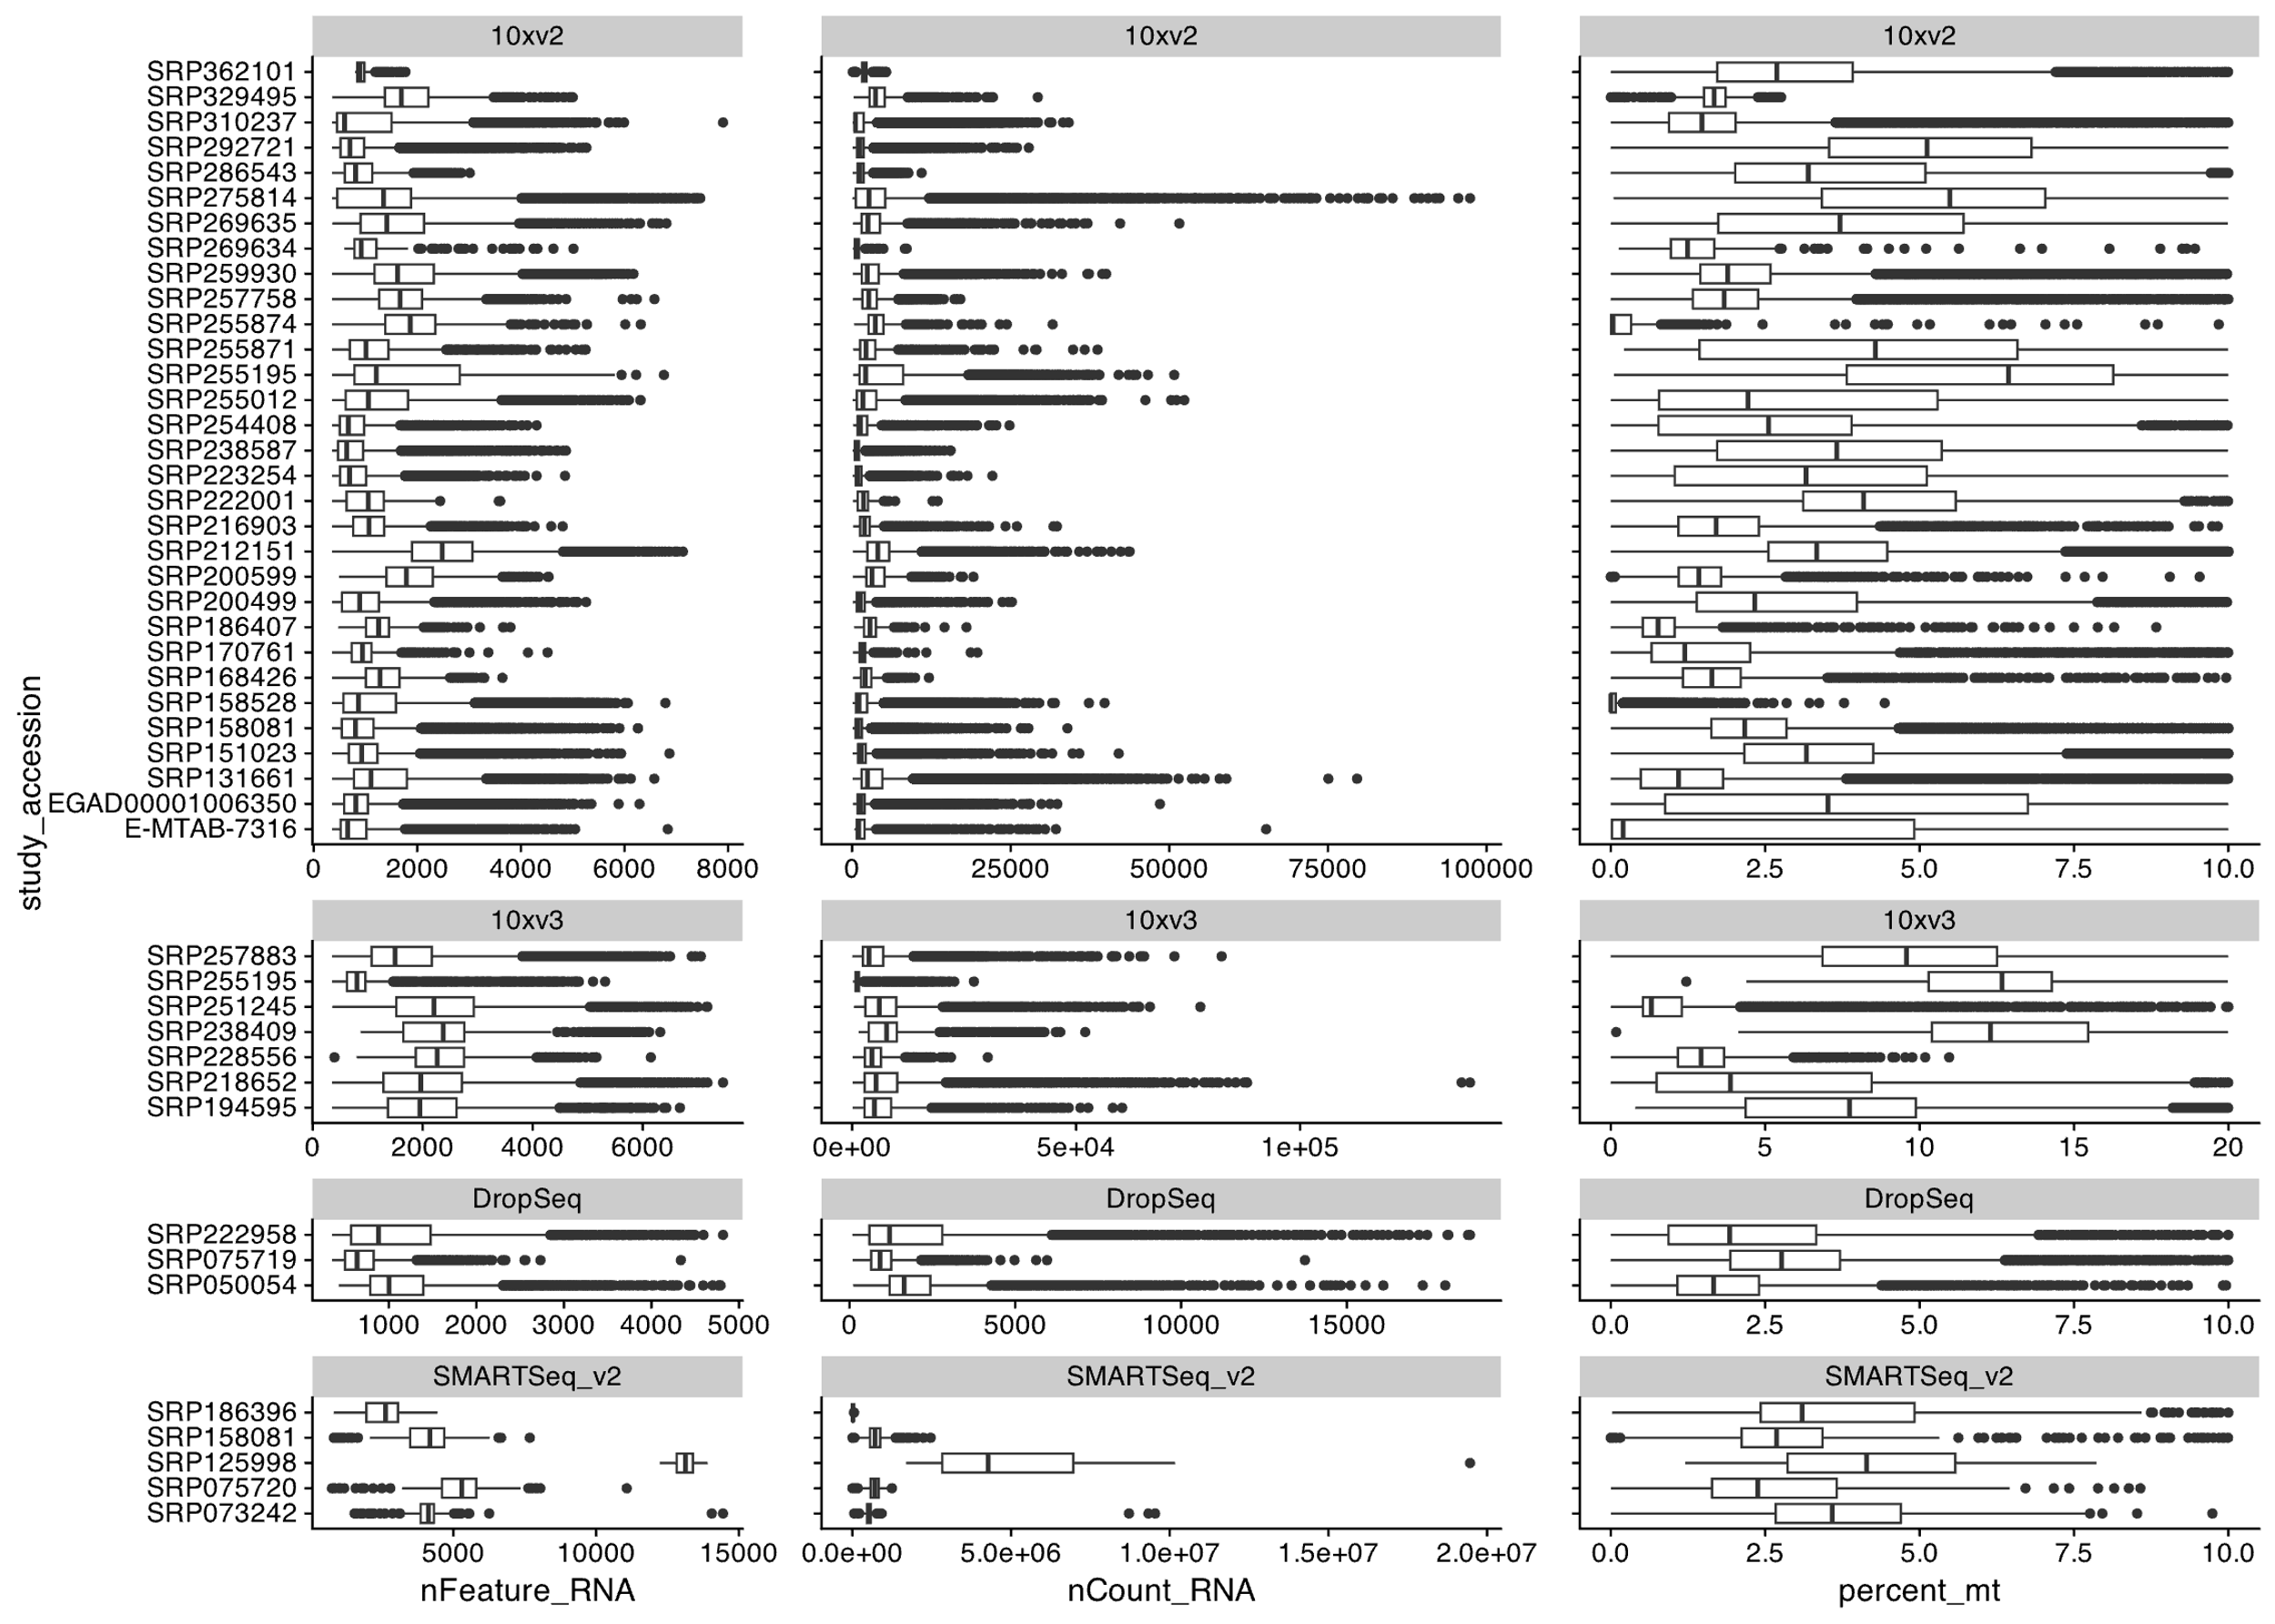 10xv2 10xv2 10xv2
SRP362101
SRP329495
SRP310237
SRP292721
SRP286543
SRP275814
SRP269635
SRP269634
SRP259930
SRP257758
SRP255874
SRP255871
SRP255195
SRP255012
SRP254408
SRP238587
SRP223254
SRP222001
SRP216903
SRP212151
SRP200599
SRP200499
SRP186407
SRP170761
SRP168426
SRP158528
SRP158081
SRP151023
SRP131661
EGAD00001006350
E-MTAB-7316
study_accession
0 2000 4000 6000 8000 0 25000 50000 75000 100000 0.0 2.5 5.0 7.5 10.0
10xv3 10xv3 10xv3
SRP257883
SRP255195
SRP251245
SRP238409
SRP228556
SRP218652
SRP194595
0 2000 4000 6000 0e+00 5e+04 1e+05 0 5 10 15 20
DropSeq DropSeq DropSeq
SRP222958
SRP075719
SRP050054
1000 2000 3000 4000 5000 0 5000 10000 15000 0.0 2.5 5.0 7.5 10.0
SMARTSeq_v2 SMARTSeq_v2 SMARTSeq_v2
SRP186396
SRP158081
SRP125998
SRP075720
SRP073242
5000 10000 15000 0.0e+00 5.0e+06 1.0e+07 1.5e+07 2.0e+07 0.0 2.5 5.0 7.5 10.0
nFeature_RNA nCount_RNA percent_mt